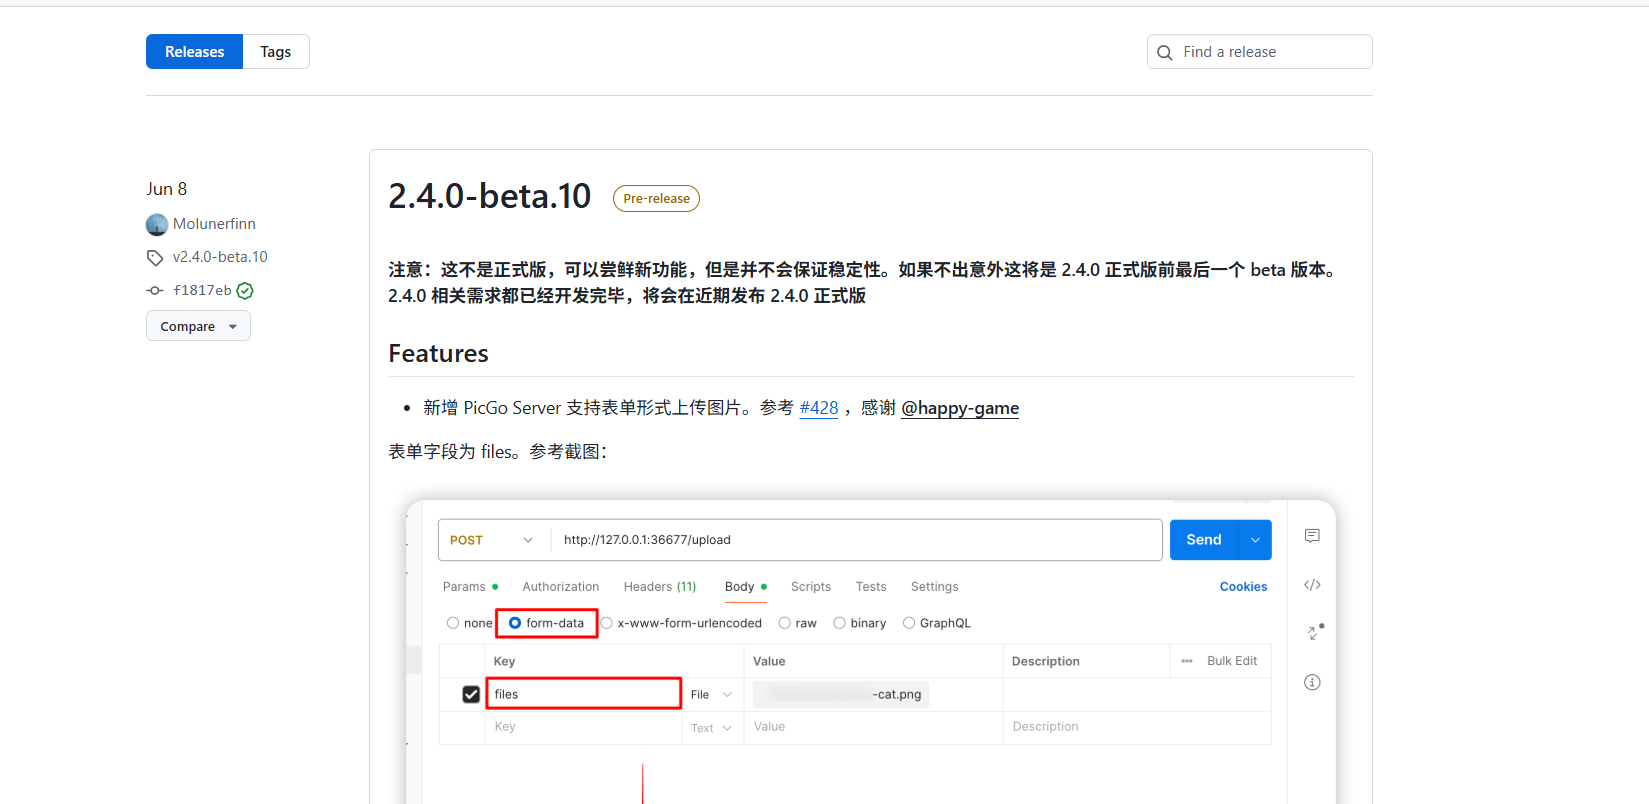 Releases
Tags
Find a release
Jun 8
Molunerfinn
v2.4.0-beta.10
f1817eb
Compare
2.4.0-beta.10
Pre-release
注意：这不是正式版，可以尝鲜新功能，但是并不会保证稳定性。如果不出意外这将是 2.4.0 正式版前最后一个 beta 版本。
2.4.0 相关需求都已经开发完毕，将会在近期发布 2.4.0 正式版
Features
新增 PicGo Server 支持表单形式上传图片。参考 #428 ，感谢 @happy-game
表单字段为 files。参考截图：
POST
http://127.0.0.1:36677/upload
Send
Params
Authorization
Headers (11)
Body
Scripts
Tests
Settings
Cookies
none
form-data
x-www-form-urlencoded
raw
binary
GraphQL
Key
Value
Description
Bulk Edit
files
File
-cat.png
Key
Text
Value
Description